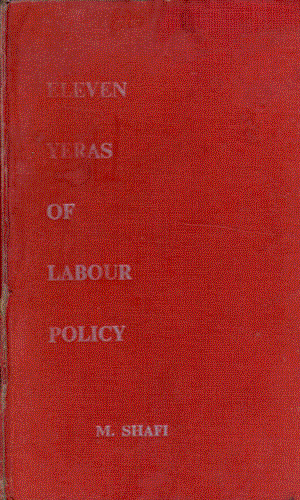 ELEVEN
YERAS
OF
LABOUR
POLICY
M. SHAFI